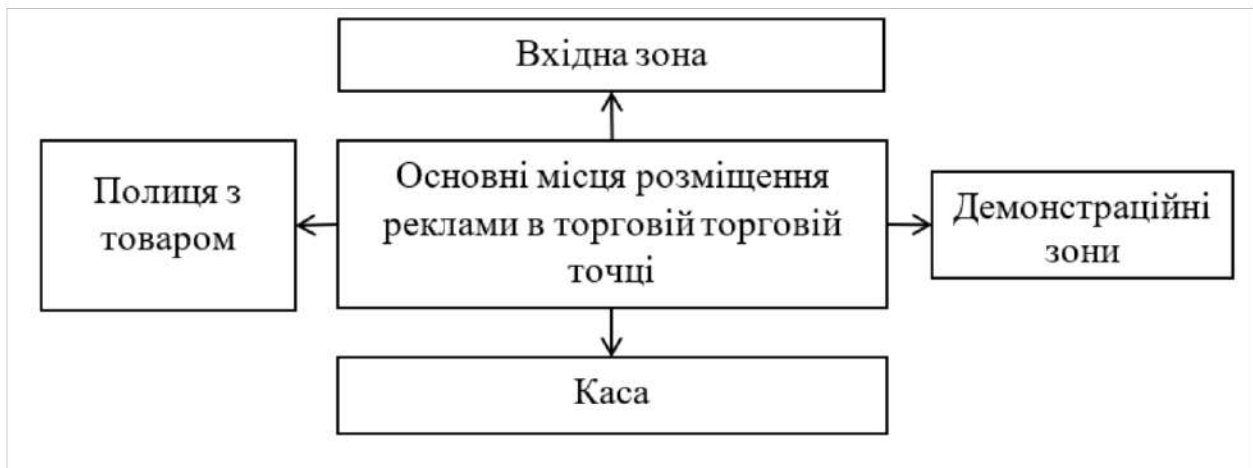 Вхідна зона
Полиця з
товаром
Основні місця розміщення
реклами в торговій торговій
точці
Демонстраційні
зони
Каса